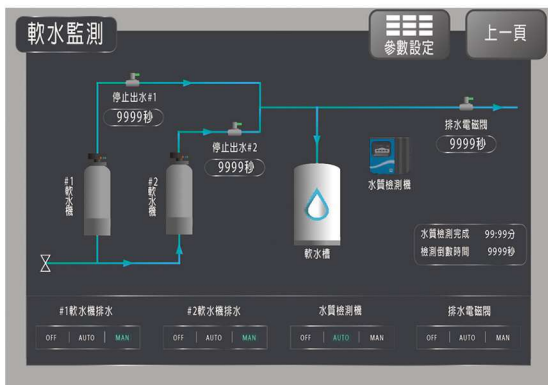 軟水監測
參數設定
上一頁
停止出水#1
9999秒
停止出水#2
9999秒
排水電磁閥
9999秒
#1軟水機
#2軟水機
水質檢測機
軟水槽
水質檢測完成 99:99分
檢測倒數時間 9999秒
#1軟水機排水
OFF AUTO MAN
#2軟水機排水
OFF AUTO MAN
水質檢測機
OFF AUTO MAN
排水電磁閥
OFF AUTO MAN